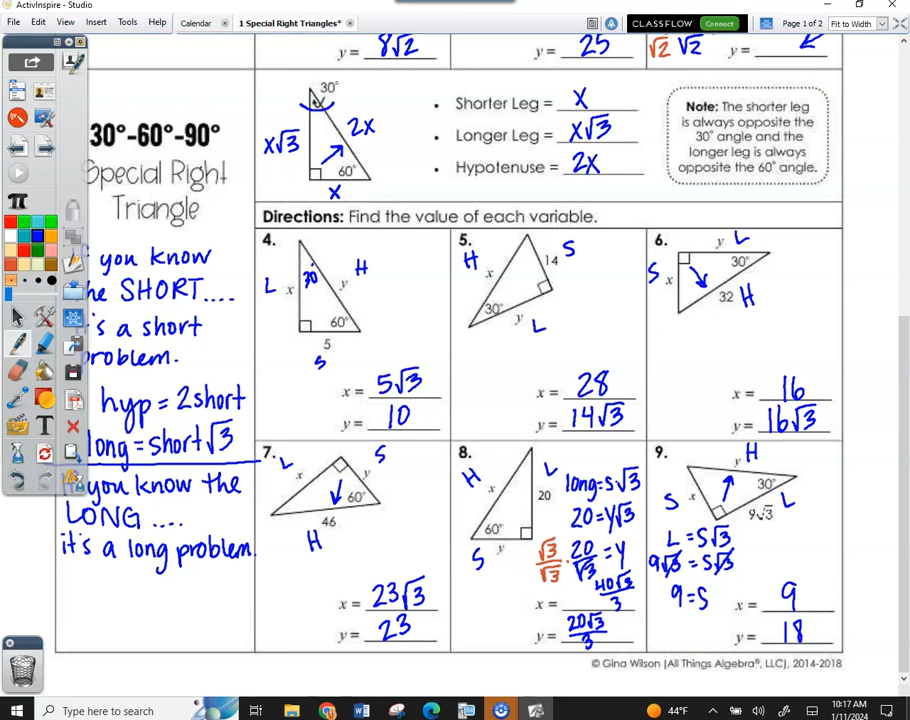 ActivInspire - Studio
File Edit View Insert Tools Help
Calendar
1 Special Right Triangles*
CLASSFLOW
Connect
Page 1 of 2
Fit to Width
y = 8√2
y = 25
√2 √2
y =
30°-60°-90°
Special Right
Triangle
30°
x√3
2x
60°
x
• Shorter Leg = x
• Longer Leg = x√3
• Hypotenuse = 2x
Note: The shorter leg
is always opposite the
30° angle and the
longer leg is always
opposite the 60° angle.
Directions: Find the value of each variable.
4.
30°
L x
y H
60°
5
S
x = 5√3
y = 10
5.
H
x
14 S
30°
y L
x = 28
y = 14√3
6.
y L
S x
30°
32 H
x = 16
y = 16√3
you know
SHORT....
a short
problem.
hyp = 2short
long = short√3
you know the
LONG ....
it's a long problem.
7.
L x
y S
60°
46
H
x = 23√3
y = 23
8.
H
x
L
20
60°
S y
long = s√3
20 = y√3
√3/√3 · 20/√3 = y
x = 40√3/3
y = 20√3/3
9.
y H
S x
30°
9√3 L
L = S√3
9√3 = S√3
9 = S
x = 9
y = 18
© Gina Wilson (All Things Algebra®, LLC), 2014-2018
Type here to search
44°F
10:17 AM
1/11/2024